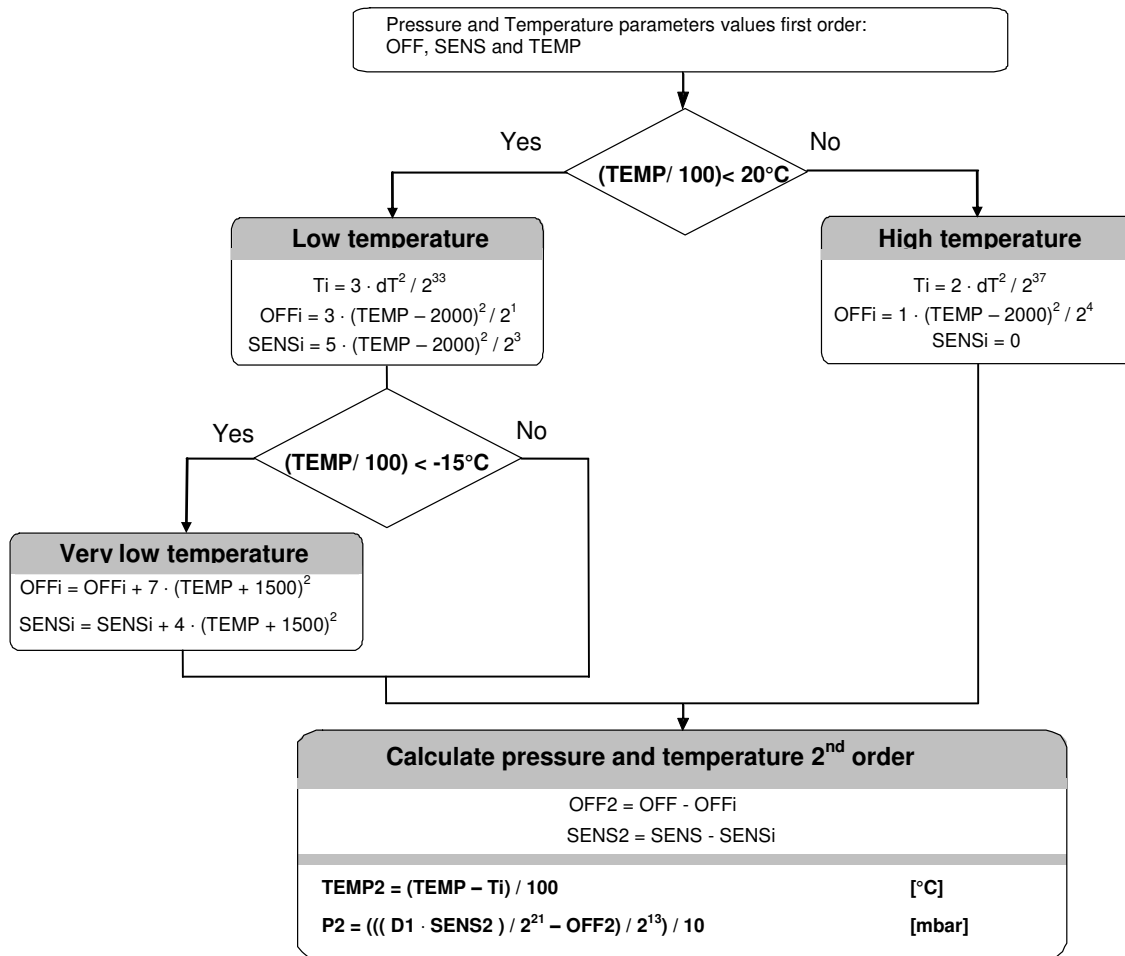 Pressure and Temperature parameters values first order:
OFF, SENS and TEMP
Yes
No
(TEMP/ 100)< 20°C
Low temperature
Ti = 3 · dT² / 2³³
OFFi = 3 · (TEMP – 2000)² / 2¹
SENSi = 5 · (TEMP – 2000)² / 2³
High temperature
Ti = 2 · dT² / 2³⁷
OFFi = 1 · (TEMP – 2000)² / 2⁴
SENSi = 0
Yes
No
(TEMP/ 100) < -15°C
Very low temperature
OFFi = OFFi + 7 · (TEMP + 1500)²
SENSi = SENSi + 4 · (TEMP + 1500)²
Calculate pressure and temperature 2ⁿᵈ order
OFF2 = OFF - OFFi
SENS2 = SENS - SENSi
TEMP2 = (TEMP – Ti) / 100 [°C]
P2 = ((( D1 · SENS2 ) / 2²¹ – OFF2) / 2¹³) / 10 [mbar]